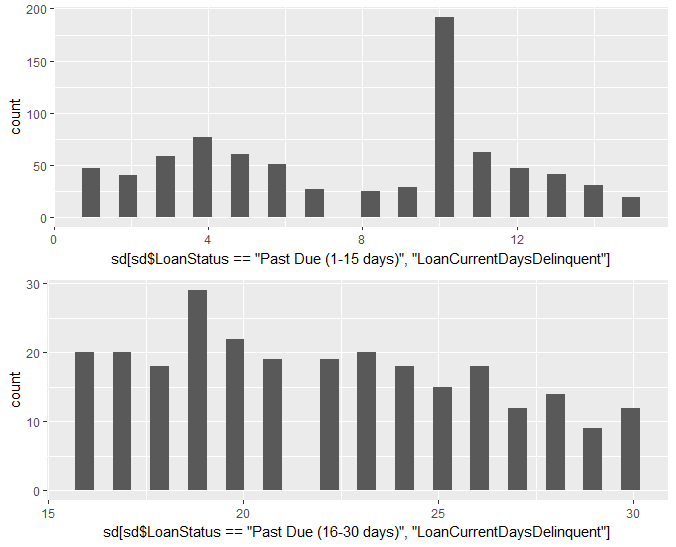 200
150
100
50
0
count
0 4 8 12
sd[sd$LoanStatus == "Past Due (1-15 days)", "LoanCurrentDaysDelinquent"]
30
20
10
0
count
15 20 25 30
sd[sd$LoanStatus == "Past Due (16-30 days)", "LoanCurrentDaysDelinquent"]